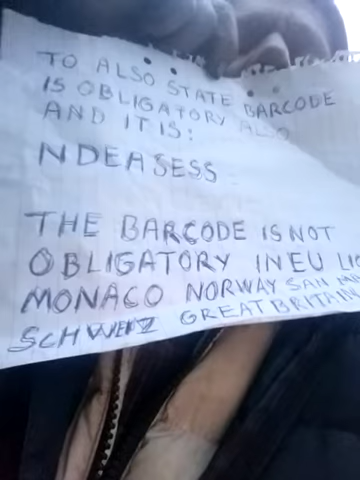 TO ALSO STATE BARCODE
IS OBLIGATORY ALSO
AND IT IS:
NDEASESS
THE BARCODE IS NOT
OBLIGATORY IN EU
MONACO NORWAY SAN
SCHWEIZ GREAT BRITAIN